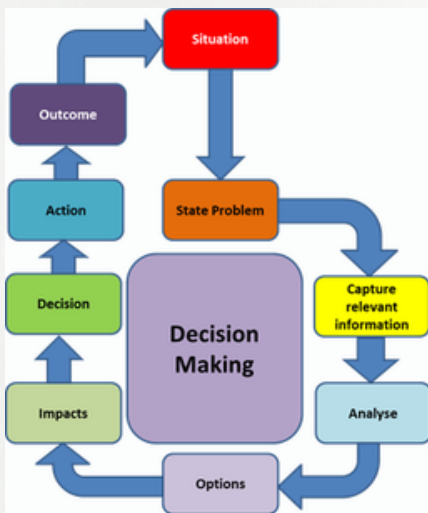 Situation
Outcome
Action
State Problem
Decision
Decision
Making
Capture
relevant
information
Impacts
Analyse
Options